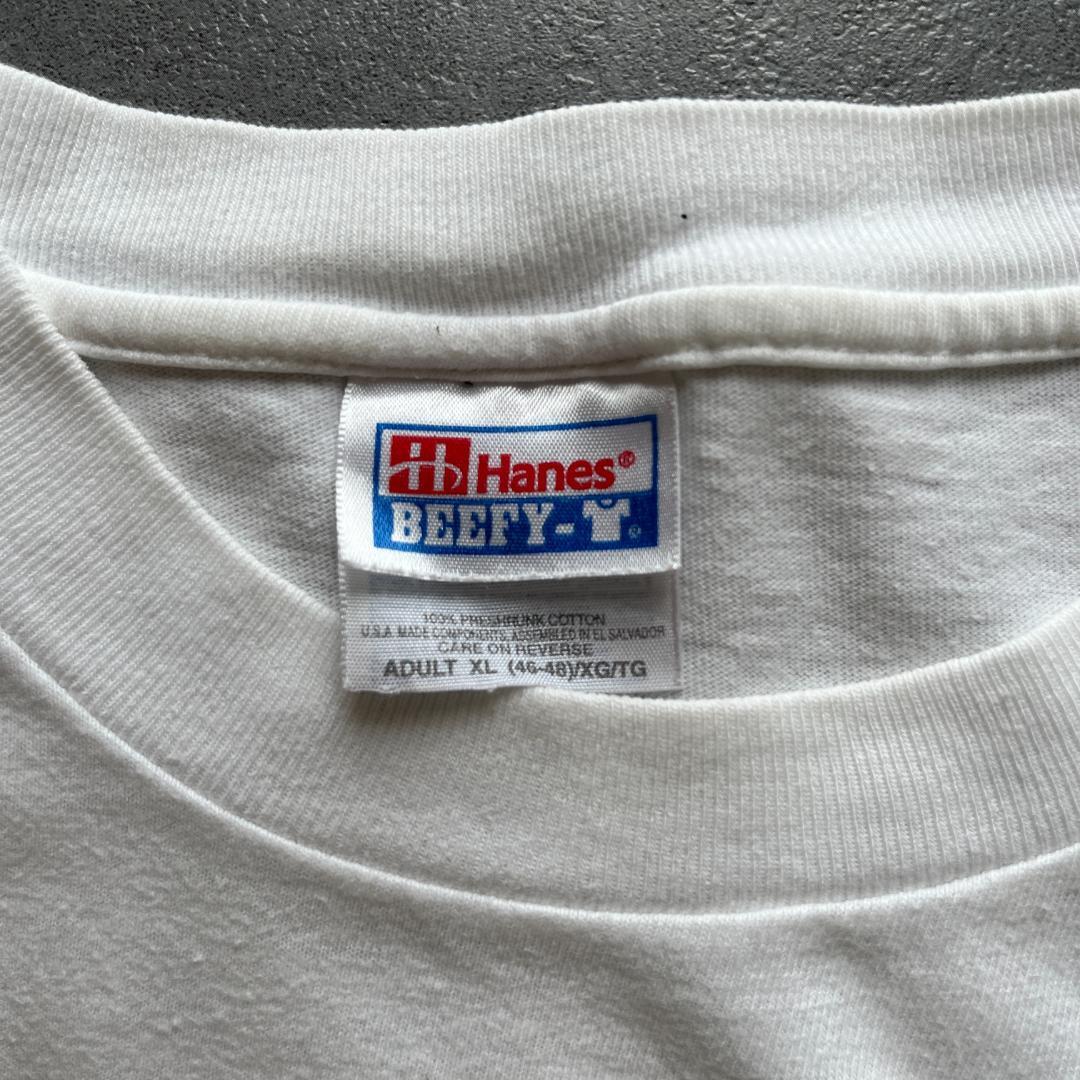 Hanes®
BEEFY-T®
100% PRESHRUNK COTTON
U.S.A. MADE COMPONENTS, ASSEMBLED IN EL SALVADOR
CARE ON REVERSE
ADULT XL (46-48)/XG/TG